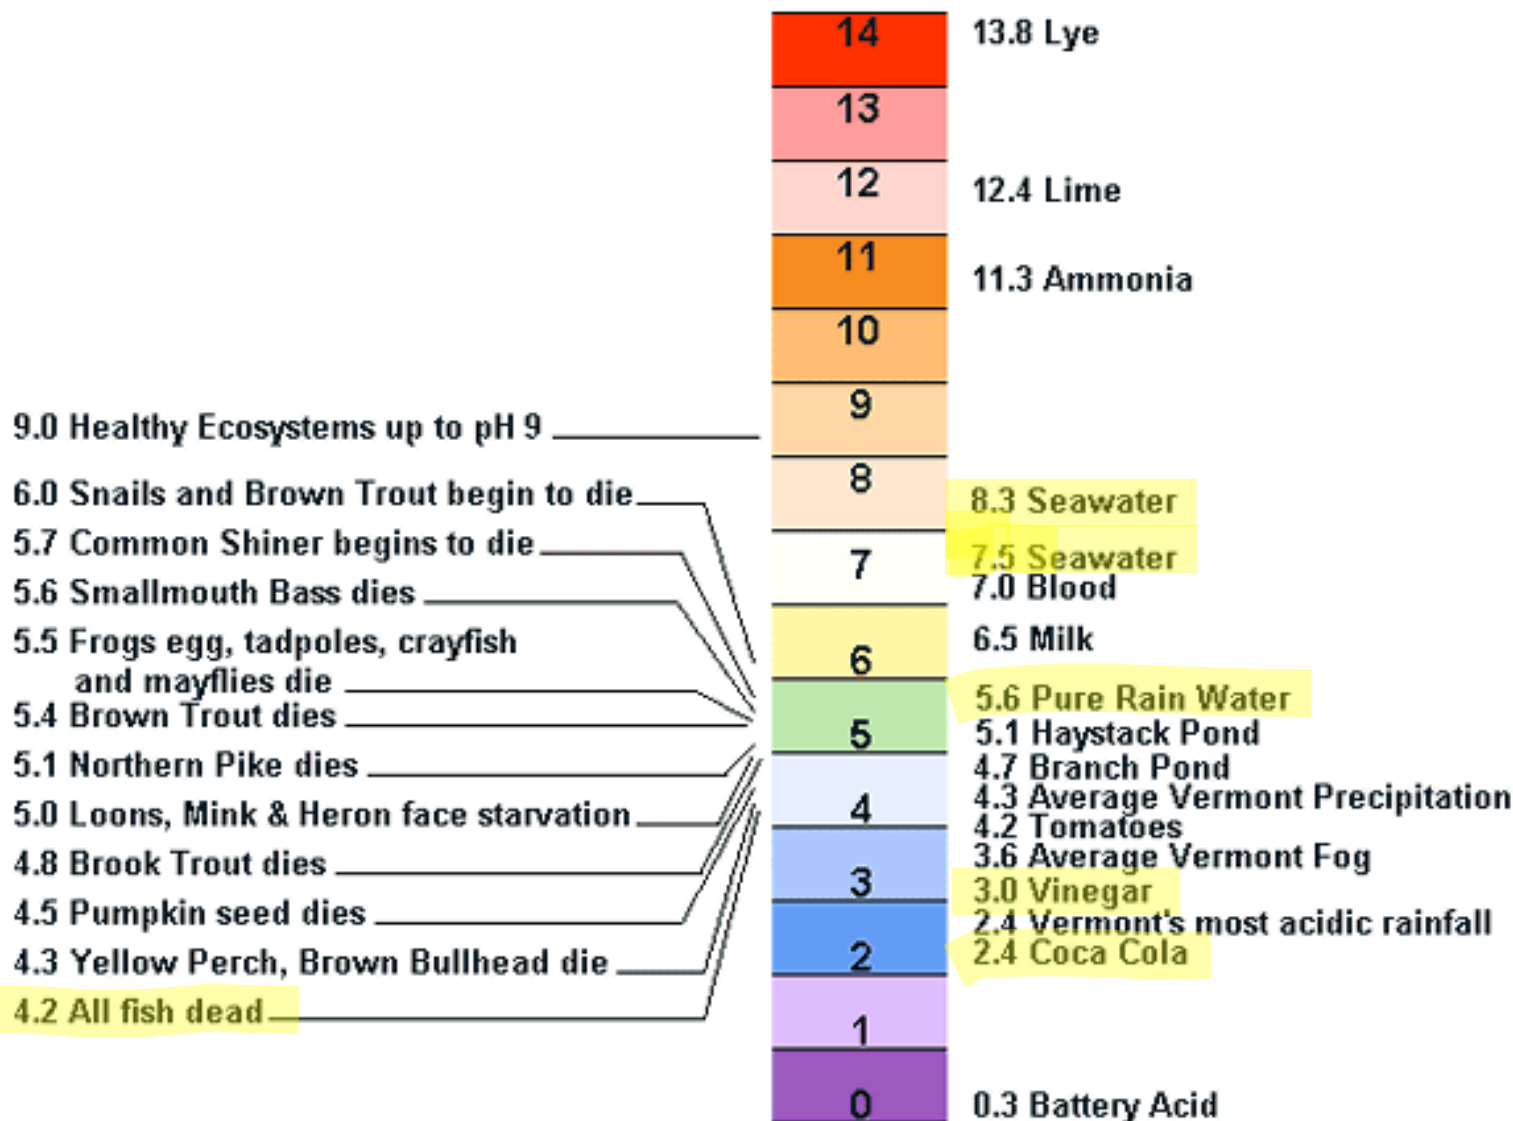 14
13
12
11
10
9
8
7
6
5
4
3
2
1
0
13.8 Lye
12.4 Lime
11.3 Ammonia
8.3 Seawater
7.5 Seawater
7.0 Blood
6.5 Milk
5.6 Pure Rain Water
5.1 Haystack Pond
4.7 Branch Pond
4.3 Average Vermont Precipitation
4.2 Tomatoes
3.6 Average Vermont Fog
3.0 Vinegar
2.4 Vermont's most acidic rainfall
2.4 Coca Cola
0.3 Battery Acid
9.0 Healthy Ecosystems up to pH 9
6.0 Snails and Brown Trout begin to die
5.7 Common Shiner begins to die
5.6 Smallmouth Bass dies
5.5 Frogs egg, tadpoles, crayfish
and mayflies die
5.4 Brown Trout dies
5.1 Northern Pike dies
5.0 Loons, Mink & Heron face starvation
4.8 Brook Trout dies
4.5 Pumpkin seed dies
4.3 Yellow Perch, Brown Bullhead die
4.2 All fish dead